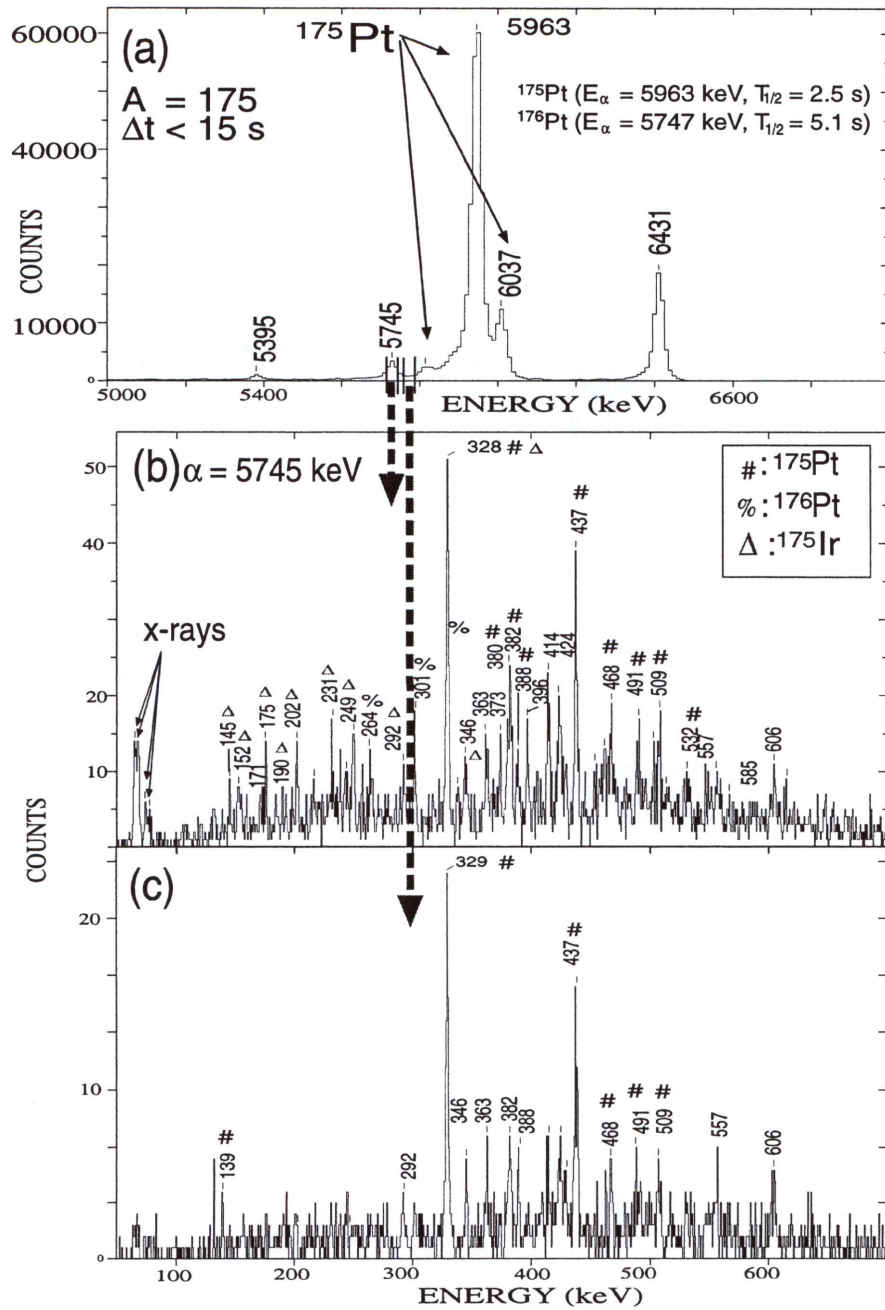 60000
(a)
¹⁷⁵Pt
5963
A = 175
Δt < 15 s
¹⁷⁵Pt (Eα = 5963 keV, T1/2 = 2.5 s)
¹⁷⁶Pt (Eα = 5747 keV, T1/2 = 5.1 s)
40000
COUNTS
6037
6431
10000
5395
5745
0
5000
5400
ENERGY (keV)
6600
(b) α = 5745 keV
328 # Δ
# : ¹⁷⁵Pt
% : ¹⁷⁶Pt
Δ : ¹⁷⁵Ir
50
437 #
40
x-rays
30
%
20
145 Δ
152 Δ
171
175 Δ
190 Δ
202 Δ
231 Δ
249 Δ
264 %
292 Δ
301 %
346
Δ
363
373
380 #
382 #
388 #
396
414
424
468 #
491 #
509 #
532 #
557
585
606
10
0
COUNTS
(c)
329 #
20
437 #
10
139 #
292
346
363
382
388
468 #
491 #
509 #
557
606
0
100
200
300
400
500
600
ENERGY (keV)